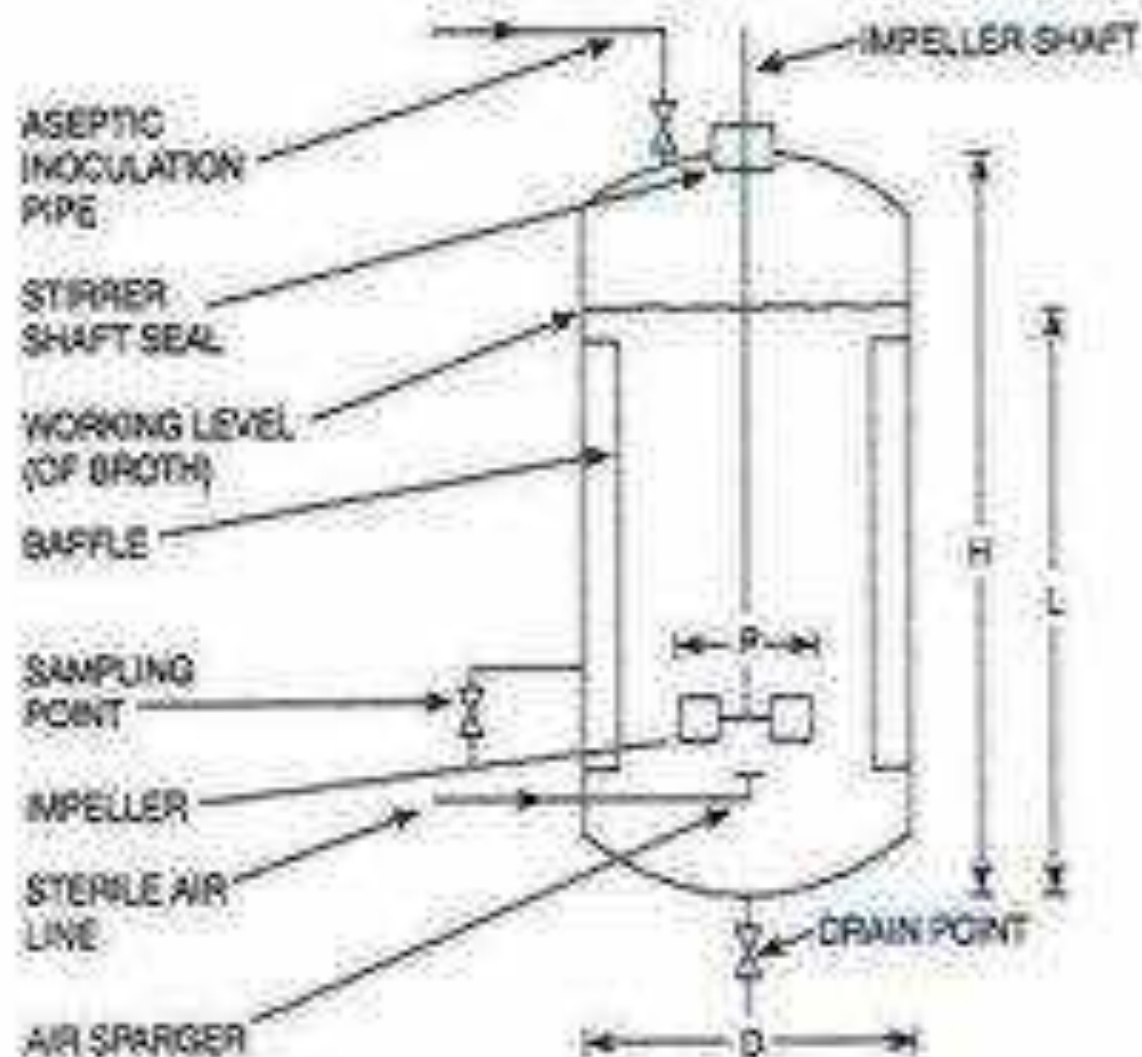 IMPELLER SHAFT
ASEPTIC
INOCULATION
PIPE
STIRRER
SHAFT SEAL
WORKING LEVEL
(OF BROTH)
BAFFLE
H
L
P
SAMPLING
POINT
IMPELLER
STERILE AIR
LINE
DRAIN POINT
AIR SPARGER
D